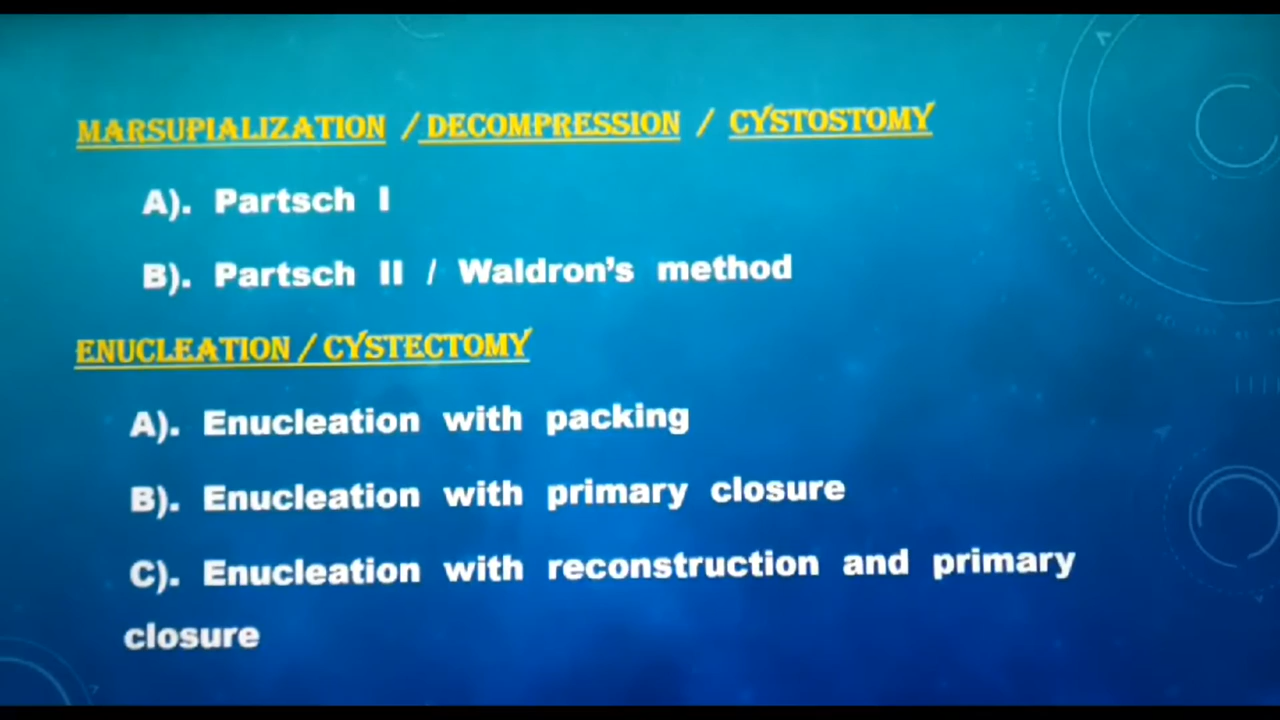 MARSUPIALIZATION / DECOMPRESSION / CYSTOSTOMY
A). Partsch I
B). Partsch II / Waldron's method
ENUCLEATION / CYSTECTOMY
A). Enucleation with packing
B). Enucleation with primary closure
C). Enucleation with reconstruction and primary
closure